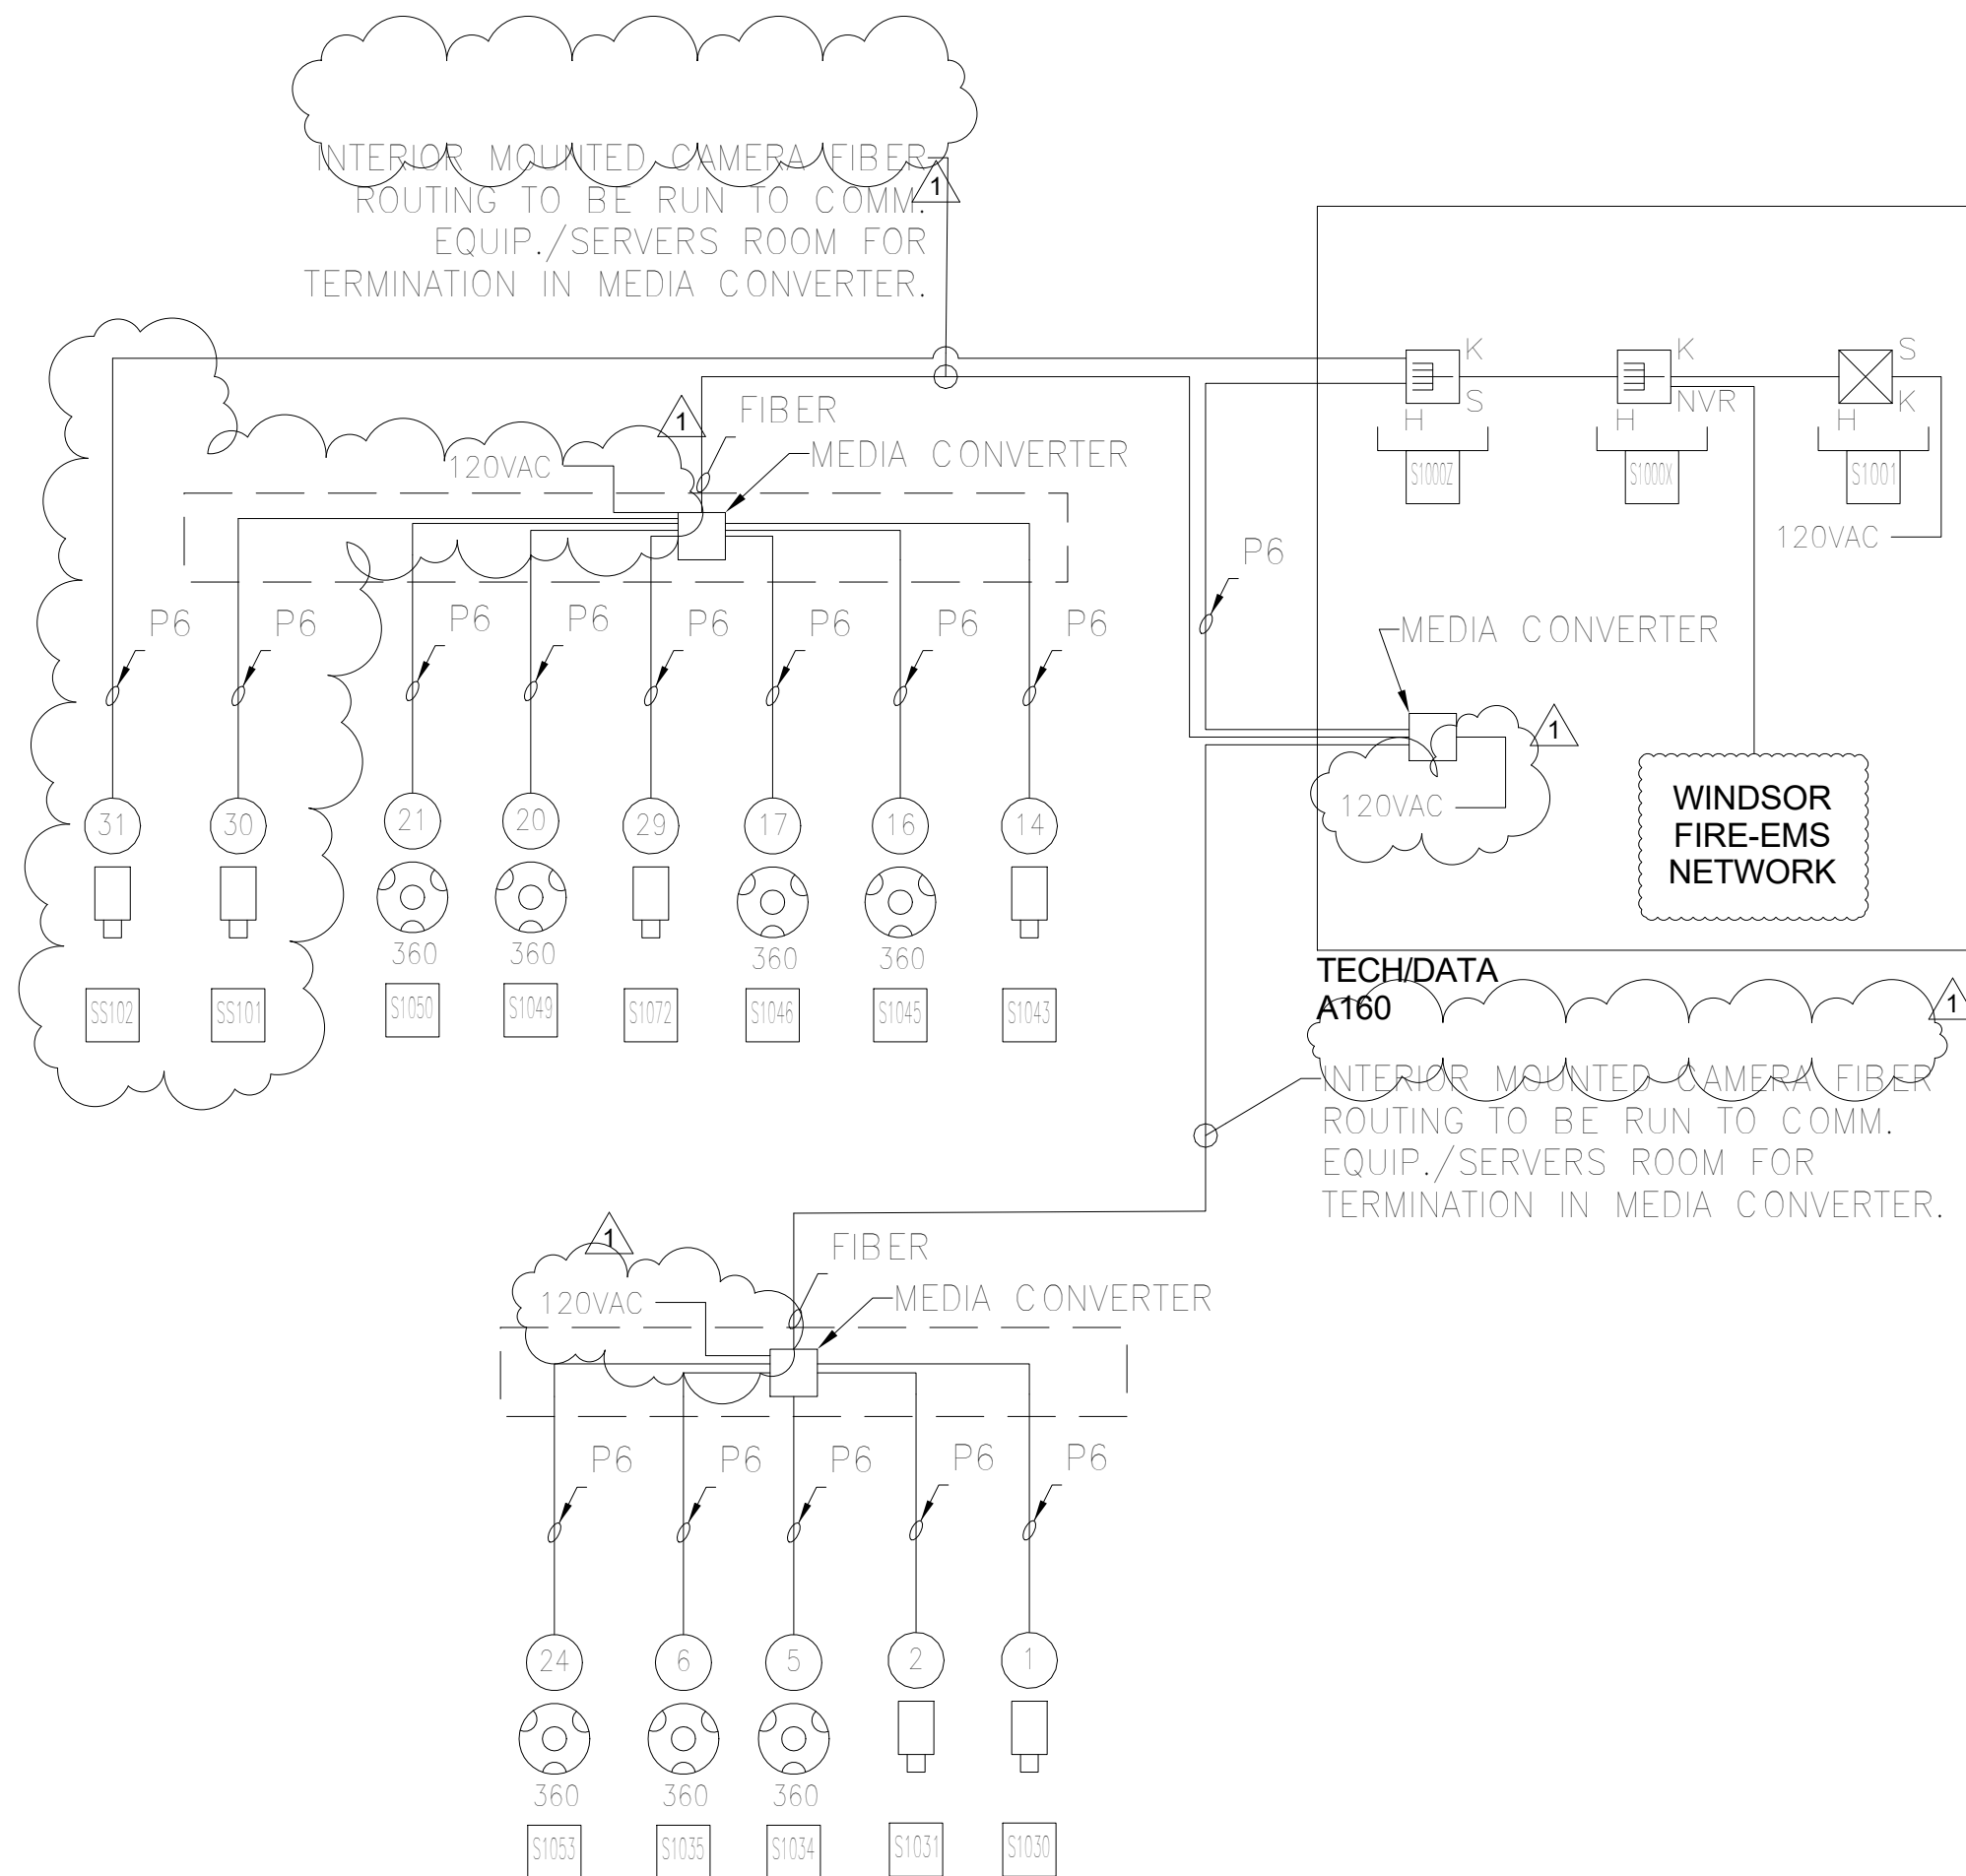 INTERIOR MOUNTED CAMERA FIBER
ROUTING TO BE RUN TO COMM.
EQUIP./SERVERS ROOM FOR
TERMINATION IN MEDIA CONVERTER.
1
K
K
S
S
NVR
K
H
H
H
S1000Z
S1000X
S1001
120VAC
1
FIBER
MEDIA CONVERTER
120VAC
P6
P6
P6
P6
P6
P6
P6
P6
P6
MEDIA CONVERTER
1
120VAC
WINDSOR
FIRE-EMS
NETWORK
31
30
21
20
29
17
16
14
360
360
360
360
SS102
SS101
S1050
S1049
S1072
S1046
S1045
S1043
TECH/DATA
A160
1
INTERIOR MOUNTED CAMERA FIBER
ROUTING TO BE RUN TO COMM.
EQUIP./SERVERS ROOM FOR
TERMINATION IN MEDIA CONVERTER.
1
FIBER
MEDIA CONVERTER
120VAC
P6
P6
P6
P6
P6
24
6
5
2
1
360
360
360
S1053
S1035
S1034
S1031
S1030